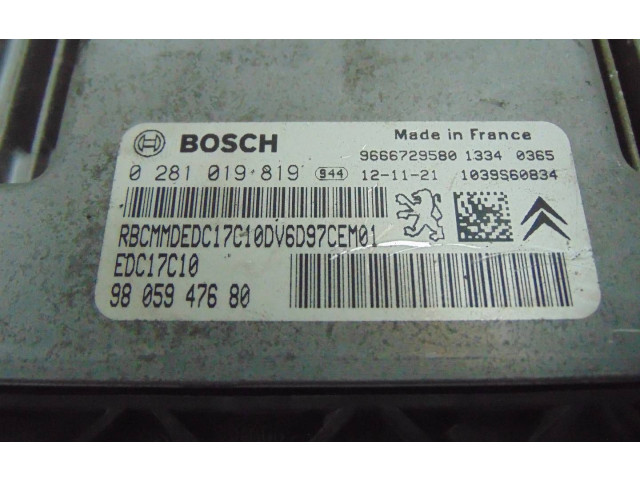 BOSCH
Made in France
9666729580 1334 0365
0 281 019 819 944 12-11-21 1039S60834
RBCMMDEDC17C10DV6D97CEM01
EDC17C10
98 059 476 80